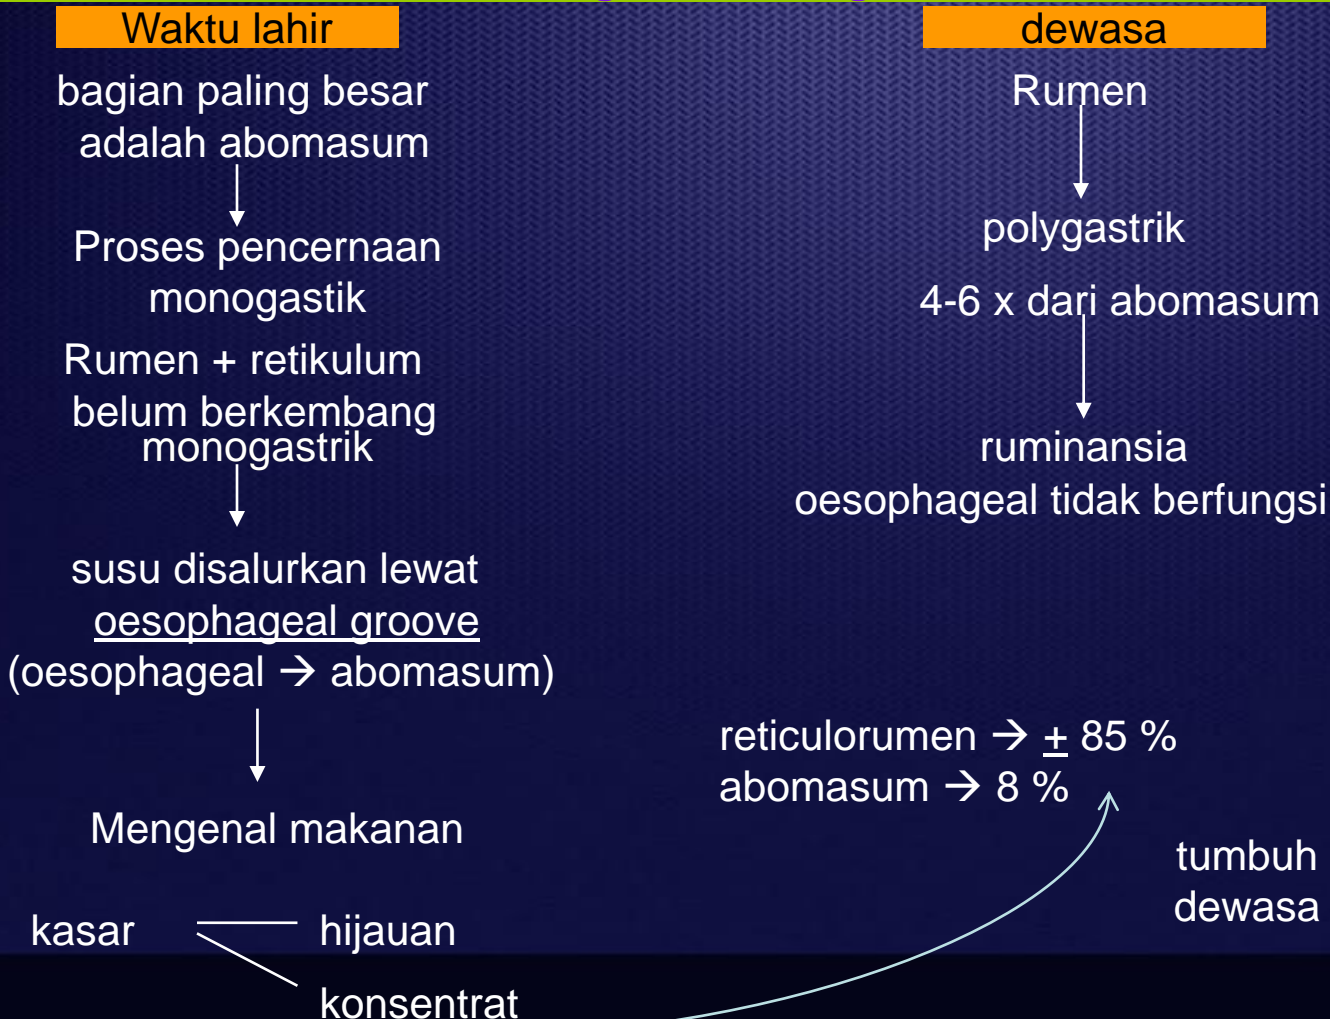 Waktu lahir
bagian paling besar
adalah abomasum
Proses pencernaan
monogastik
Rumen + retikulum
belum berkembang
monogastrik
susu disalurkan lewat
oesophageal groove
(oesophageal → abomasum)
Mengenal makanan
kasar
hijauan
konsentrat
dewasa
Rumen
polygastrik
4-6 x dari abomasum
ruminansia
oesophageal tidak berfungsi
reticulorumen → ± 85 %
abomasum → 8 %
tumbuh
dewasa